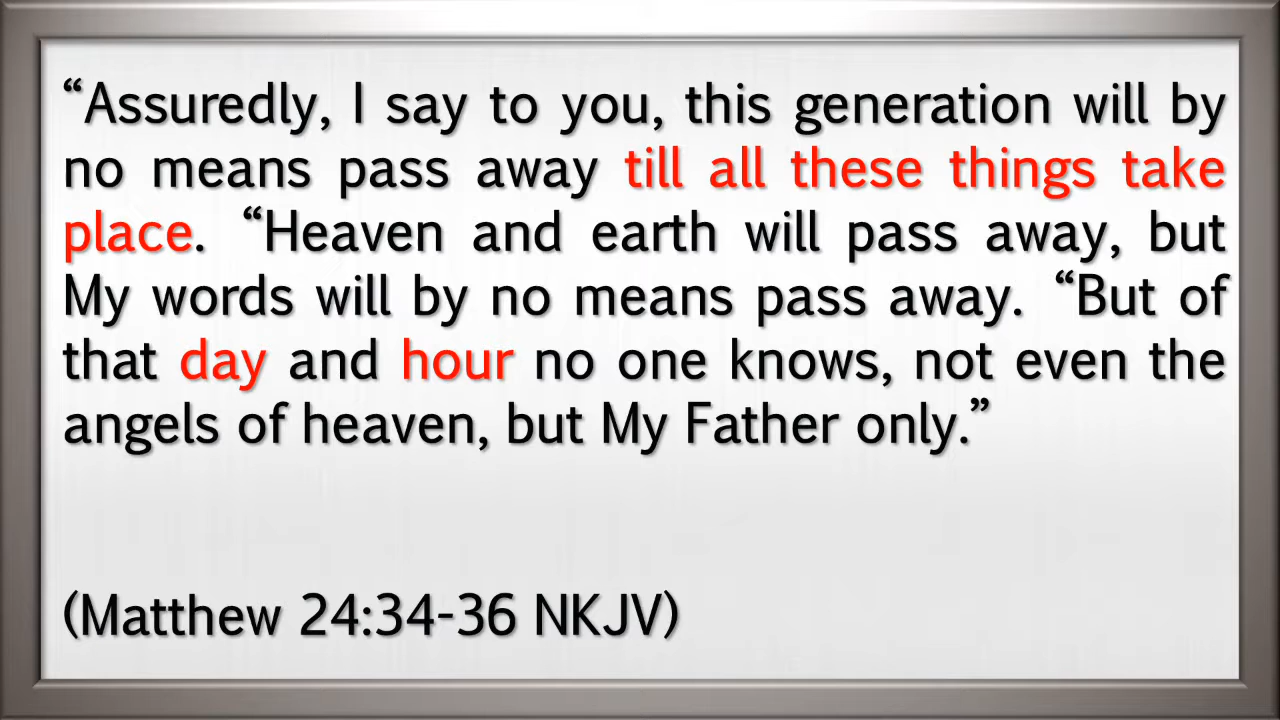 “Assuredly, I say to you, this generation will by
no means pass away till all these things take
place. “Heaven and earth will pass away, but
My words will by no means pass away. “But of
that day and hour no one knows, not even the
angels of heaven, but My Father only.”
(Matthew 24:34-36 NKJV)